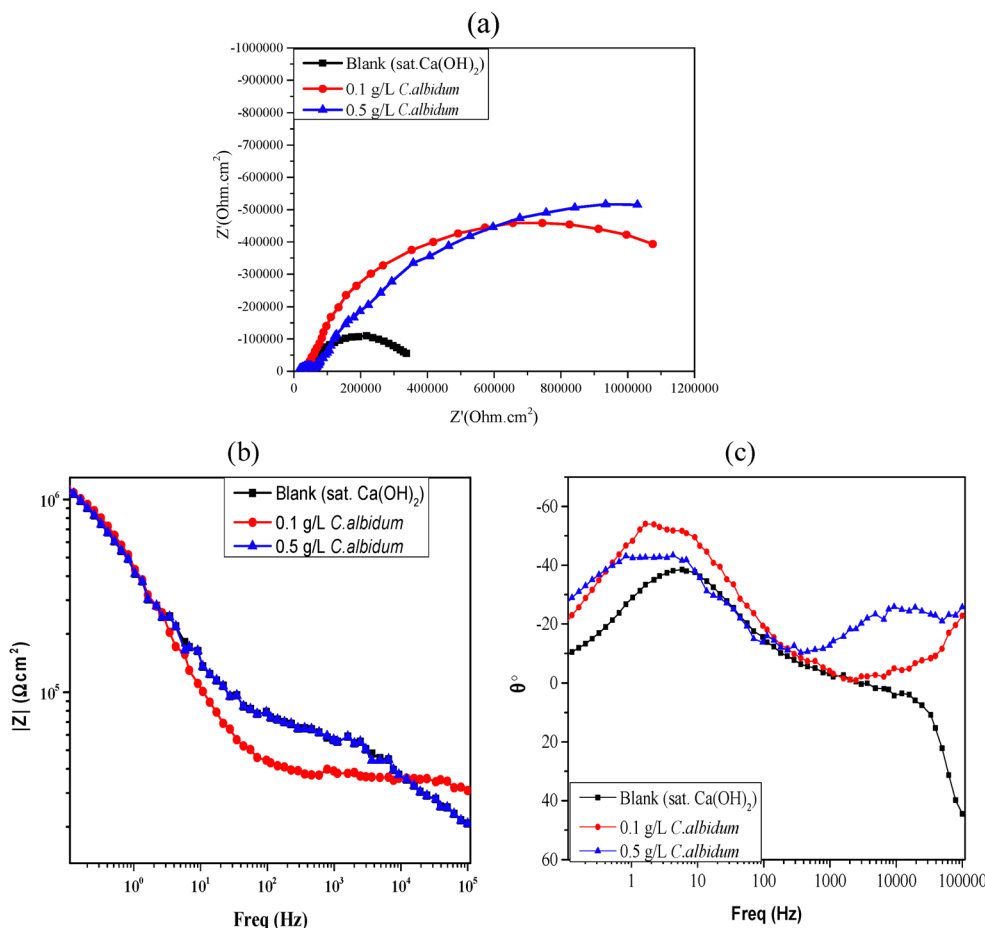 (a)
-1000000
-900000
-800000
-700000
-600000
-500000
-400000
-300000
-200000
-100000
0
Z'(Ohm.cm²)
Blank (sat.Ca(OH)₂)
0.1 g/L C.albidum
0.5 g/L C.albidum
0 200000 400000 600000 800000 1000000 1200000
Z'(Ohm.cm²)
(b)
10⁶
10⁵
|Z| (Ωcm²)
Blank (sat. Ca(OH)₂)
0.1 g/L C.albidum
0.5 g/L C.albidum
10⁰ 10¹ 10² 10³ 10⁴ 10⁵
Freq (Hz)
(c)
-60
-40
-20
0
20
40
60
θ°
Blank (sat. Ca(OH)₂)
0.1 g/L C.albidum
0.5 g/L C.albidum
1 10 100 1000 10000 100000
Freq (Hz)